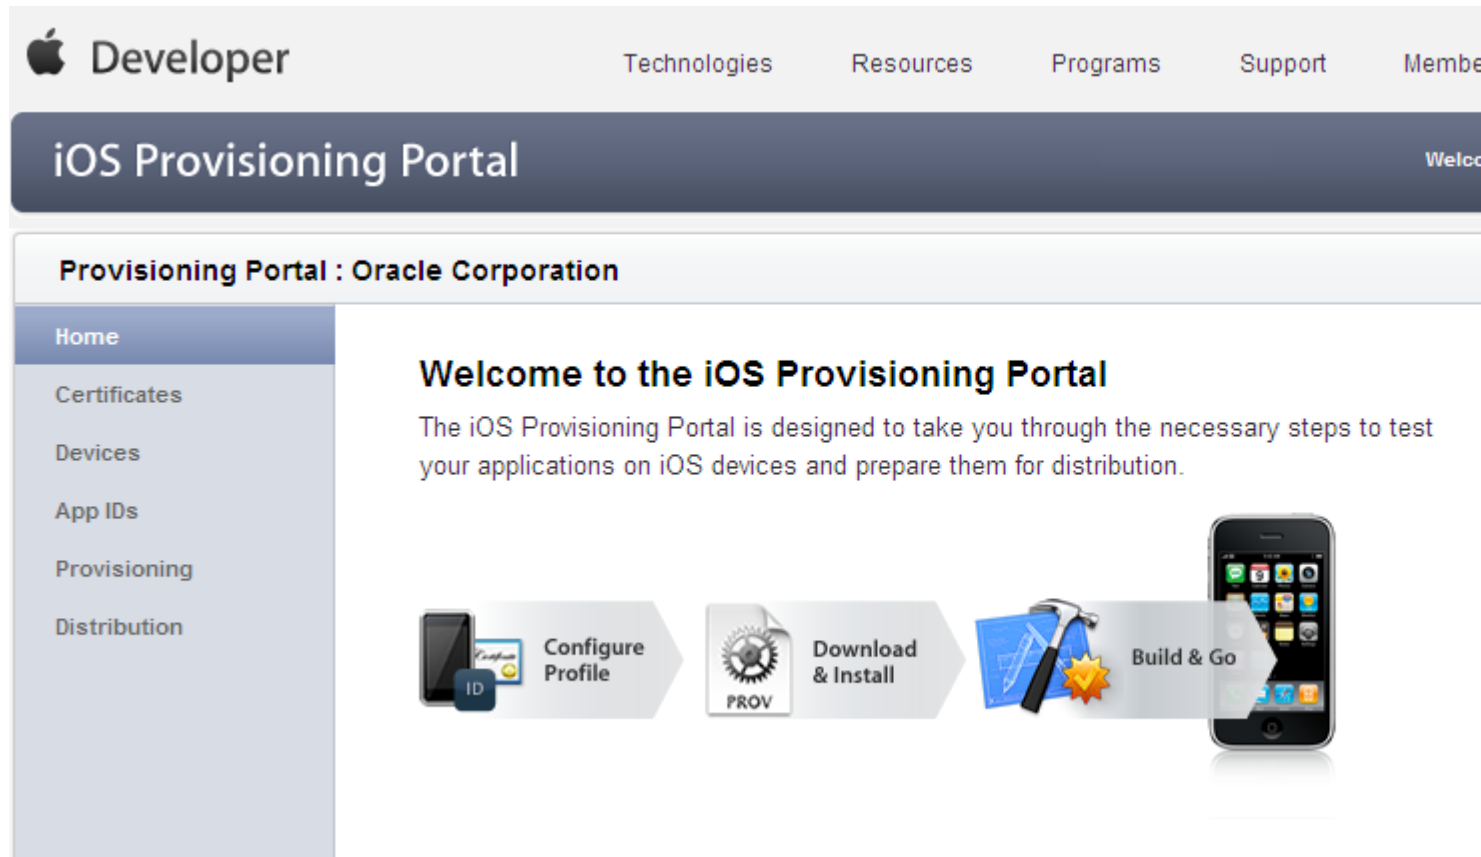 Developer
Technologies Resources Programs Support Membe
iOS Provisioning Portal
Welco
Provisioning Portal : Oracle Corporation
Home
Certificates
Devices
App IDs
Provisioning
Distribution
Welcome to the iOS Provisioning Portal
The iOS Provisioning Portal is designed to take you through the necessary steps to test
your applications on iOS devices and prepare them for distribution.
ID
Configure
Profile
PROV
Download
& Install
Build & Go